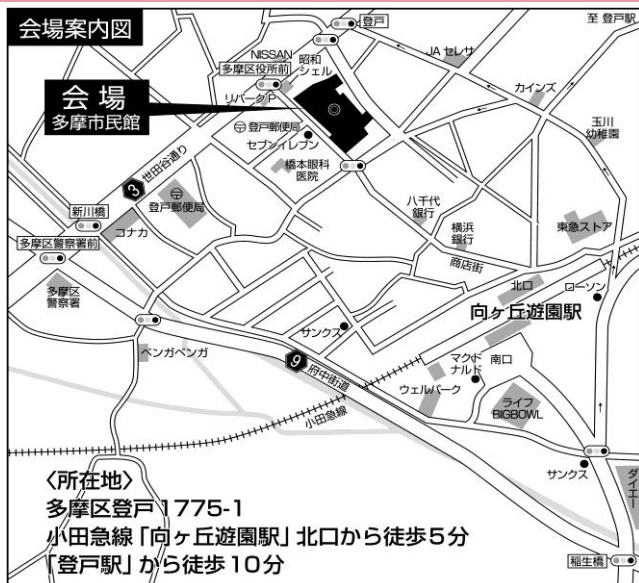 会場案内図
登戸
至 登戸駅
NISSAN
昭和
シェル
JA セレサ
多摩区役所前
会場
多摩市民館
リパークP
カインズ
登戸郵便局
セブンイレブン
玉川
幼稚園
橋本眼科
医院
3
世田谷通り
登戸郵便局
八千代
銀行
新川橋
コナカ
横浜
銀行
東急ストア
多摩区警察署前
商店街
北口
ローソン
多摩区
警察署
向ヶ丘遊園駅
サンクス
ベンガベンガ
9
府中街道
マクド
ナルド
南口
ウェルパーク
小田急線
ライフ
BIGBOWL
サンクス
ダイエー
〈所在地〉
多摩区登戸1775-1
小田急線「向ヶ丘遊園駅」北口から徒歩5分
「登戸駅」から徒歩10分
稲生橋